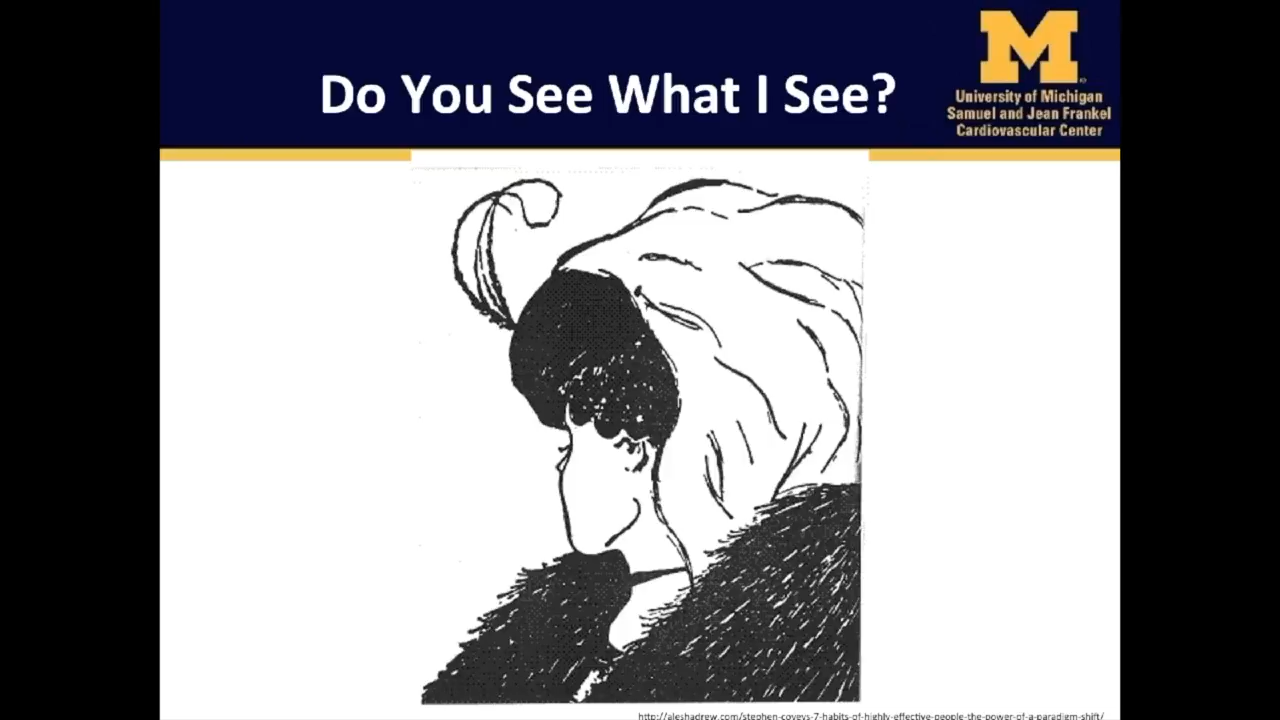 Do You See What I See?
M
University of Michigan
Samuel and Jean Frankel
Cardiovascular Center
http://aleshadrew.com/stephen-coveys-7-habits-of-highly-effective-people-the-power-of-a-paradigm-shift/